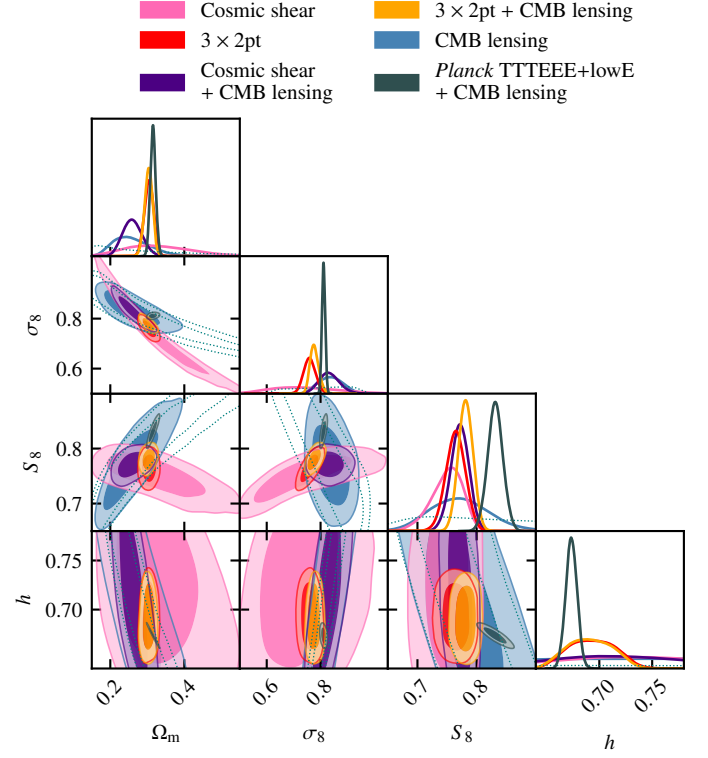 Cosmic shear
3 × 2pt
Cosmic shear
+ CMB lensing
3 × 2pt + CMB lensing
CMB lensing
Planck TTTEEE+lowE
+ CMB lensing
σ8
0.8
0.6
S8
0.8
0.7
h
0.75
0.70
0.2
0.4
0.6
0.8
0.7
0.8
0.70
0.75
Ωm
σ8
S8
h